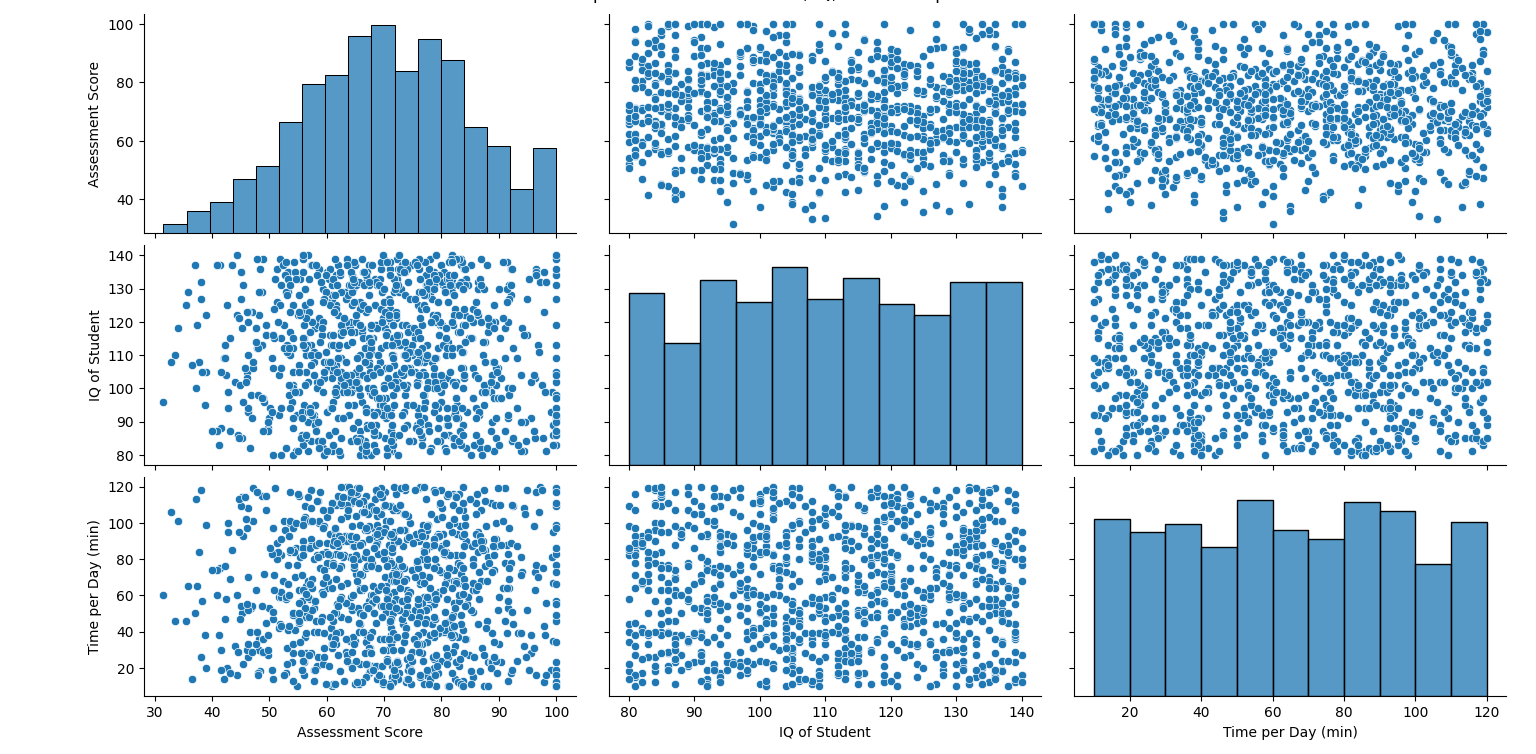 100
80
60
40
Assessment Score
140
130
120
110
100
90
80
IQ of Student
120
100
80
60
40
20
Time per Day (min)
30 40 50 60 70 80 90 100
80 90 100 110 120 130 140
20 40 60 80 100 120
Assessment Score
IQ of Student
Time per Day (min)